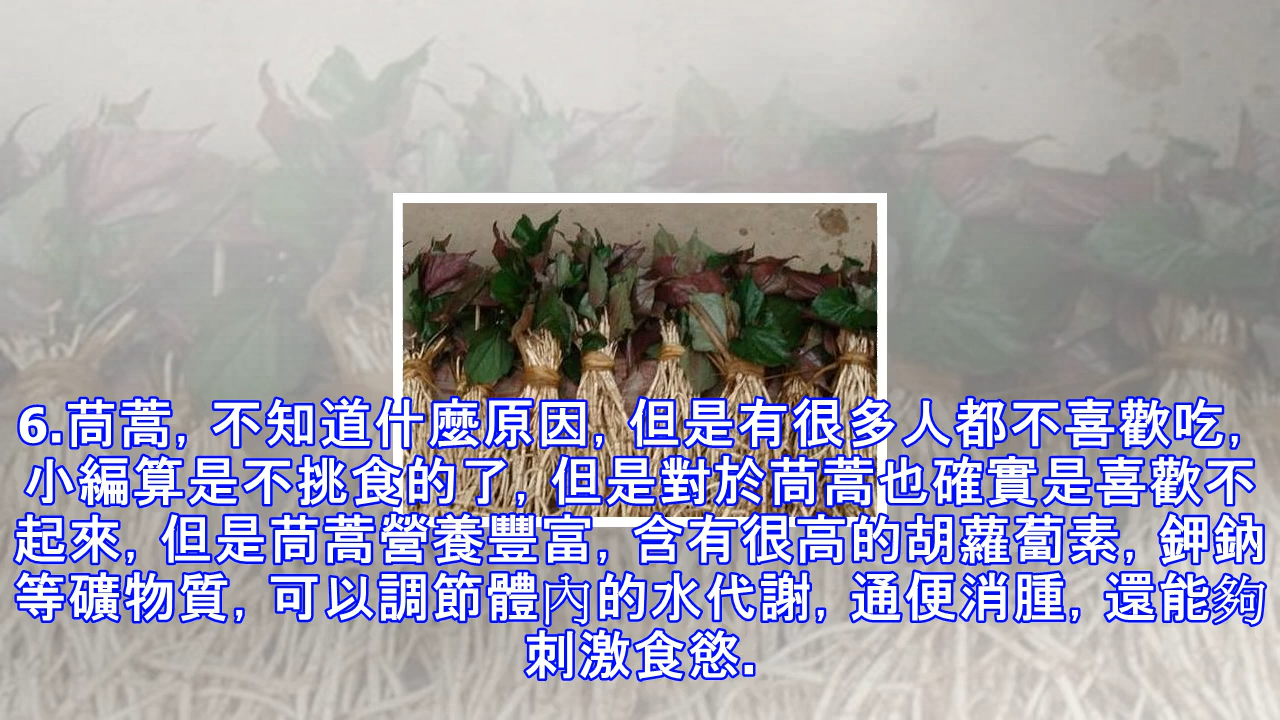 6.茼蒿, 不知道什麼原因, 但是有很多人都不喜歡吃,
小編算是不挑食的了, 但是對於茼蒿也確實是喜歡不
起來, 但是茼蒿營養豐富, 含有很高的胡蘿蔔素, 鉀鈉
等礦物質, 可以調節體內的水代謝, 通便消腫, 還能夠
刺激食慾.